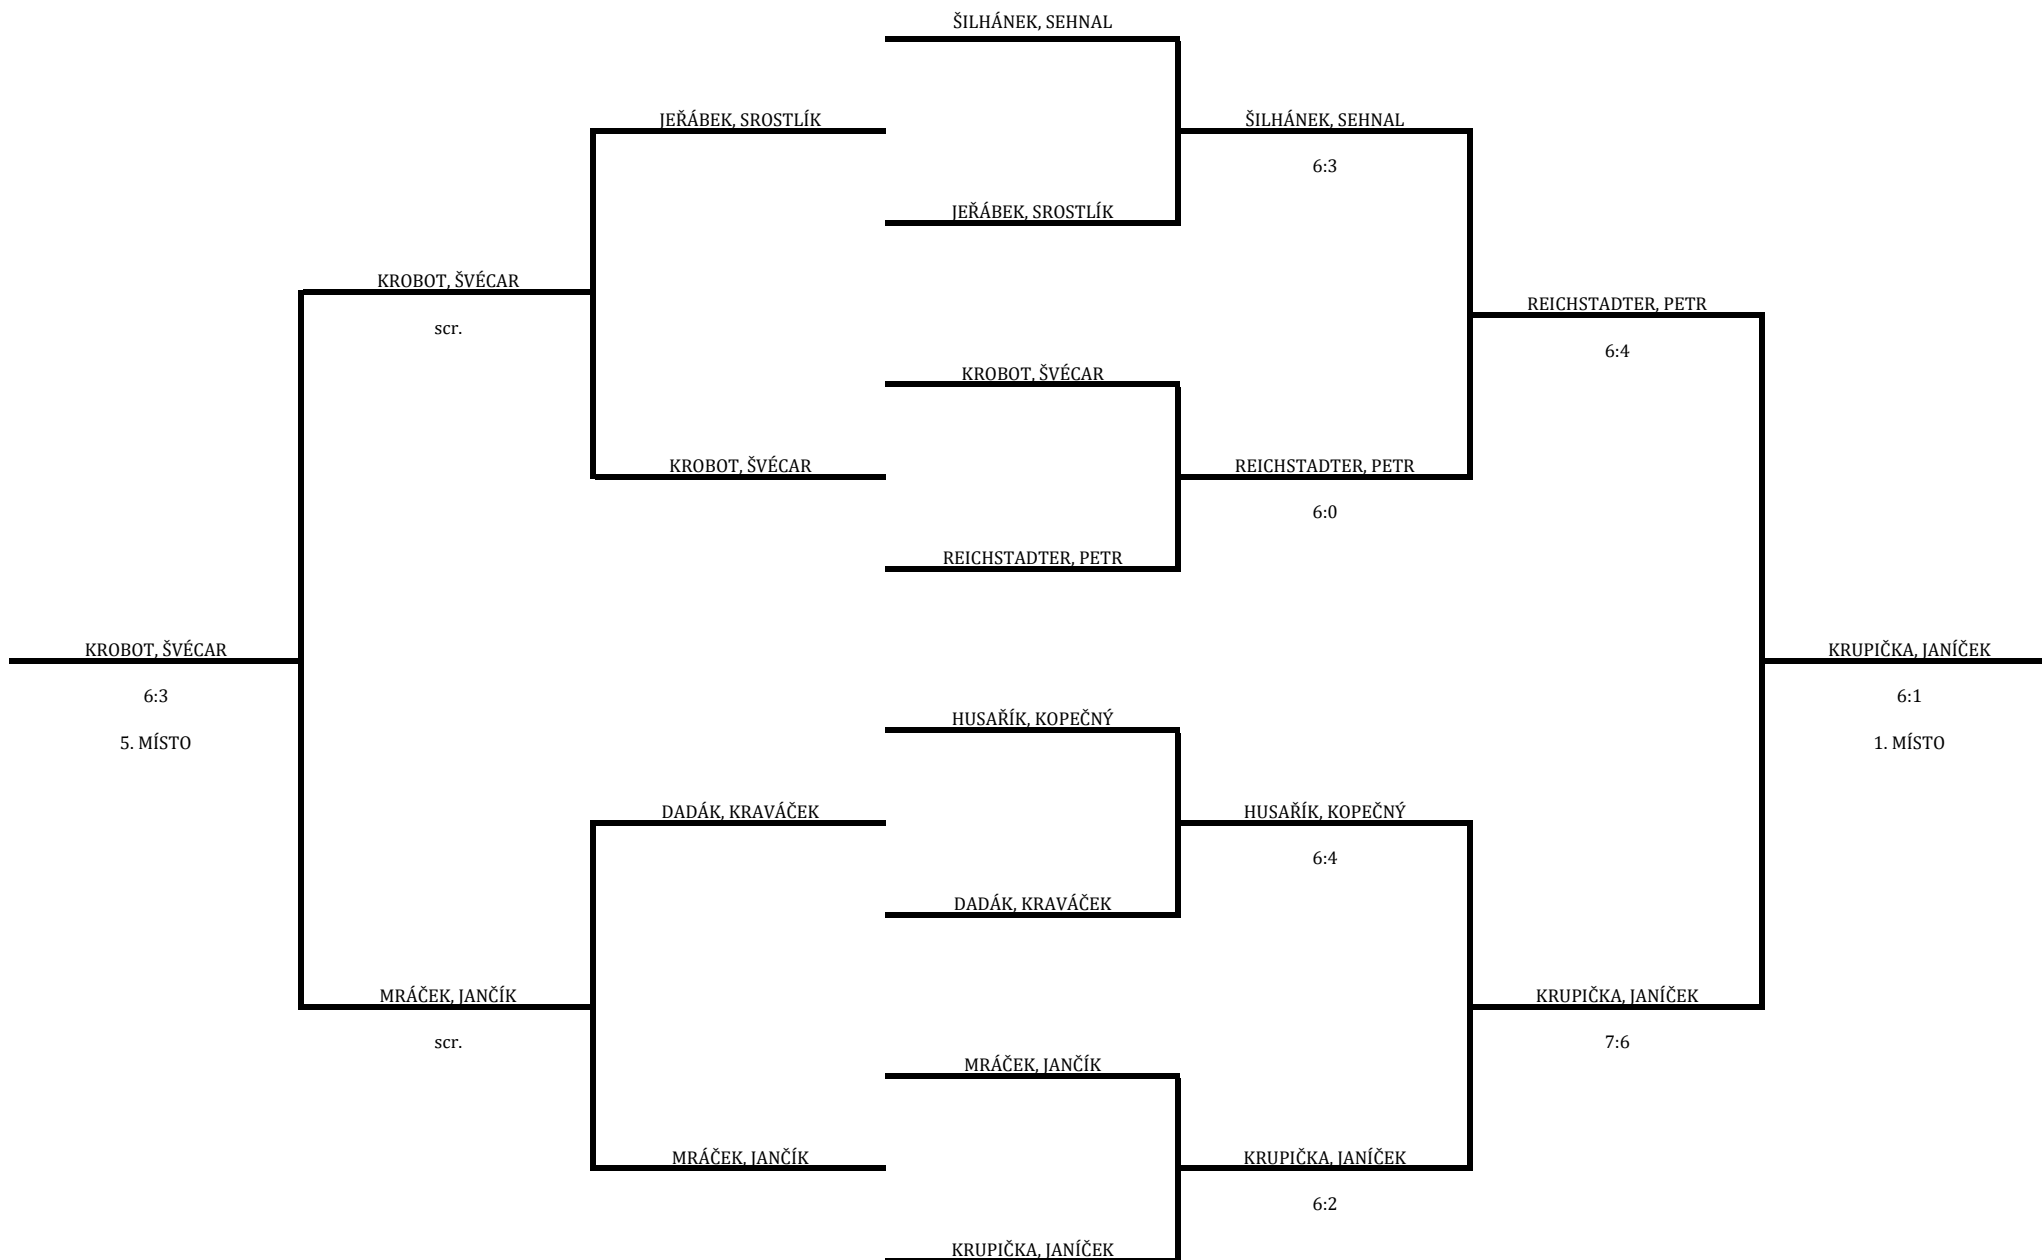 ŠILHÁNEK, SEHNAL
JEŘÁBEK, SROSTLÍK
ŠILHÁNEK, SEHNAL
6:3
JEŘÁBEK, SROSTLÍK
KROBOT, ŠVÉCAR
REICHSTADTER, PETR
scr.
6:4
KROBOT, ŠVÉCAR
KROBOT, ŠVÉCAR
REICHSTADTER, PETR
6:0
REICHSTADTER, PETR
KROBOT, ŠVÉCAR
KRUPIČKA, JANÍČEK
6:3
6:1
HUSAŘÍK, KOPEČNÝ
5. MÍSTO
1. MÍSTO
DADÁK, KRAVÁČEK
HUSAŘÍK, KOPEČNÝ
6:4
DADÁK, KRAVÁČEK
MRÁČEK, JANČÍK
KRUPIČKA, JANÍČEK
scr.
7:6
MRÁČEK, JANČÍK
MRÁČEK, JANČÍK
KRUPIČKA, JANÍČEK
6:2
KRUPIČKA, JANÍČEK